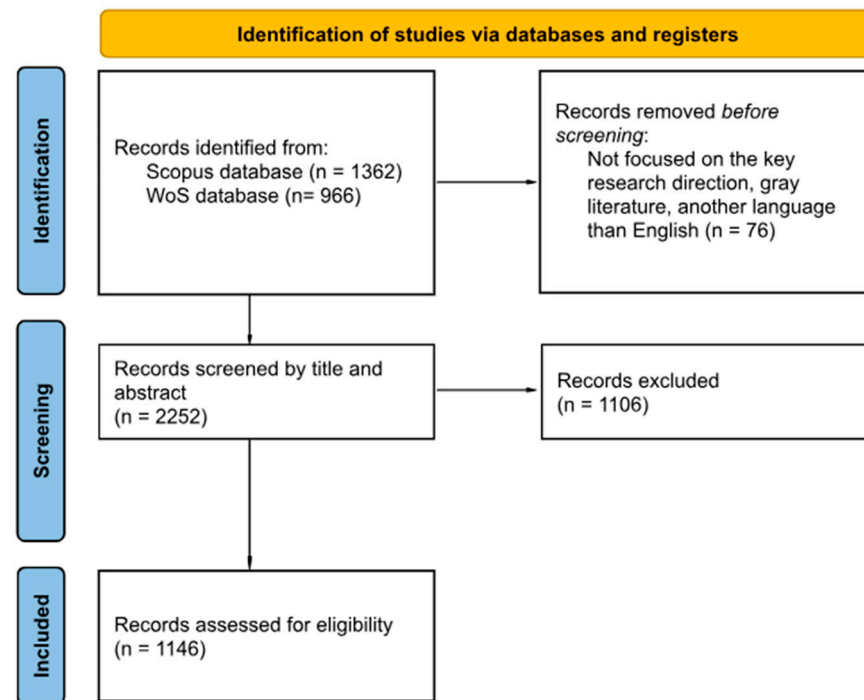 Identification of studies via databases and registers
Identification
Records identified from:
Scopus database (n = 1362)
WoS database (n= 966)
Records removed before
screening:
Not focused on the key
research direction, gray
literature, another language
than English (n = 76)
Screening
Records screened by title and
abstract
(n = 2252)
Records excluded
(n = 1106)
Included
Records assessed for eligibility
(n = 1146)